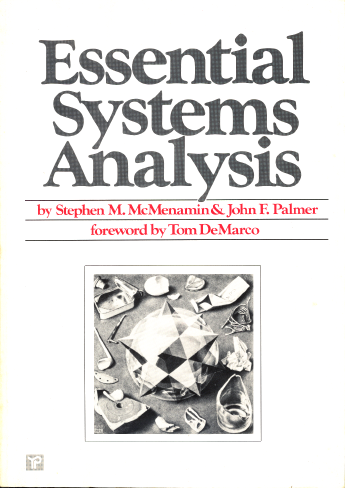 Essential
Systems
Analysis
by Stephen M. McMenamin & John F. Palmer
foreword by Tom DeMarco